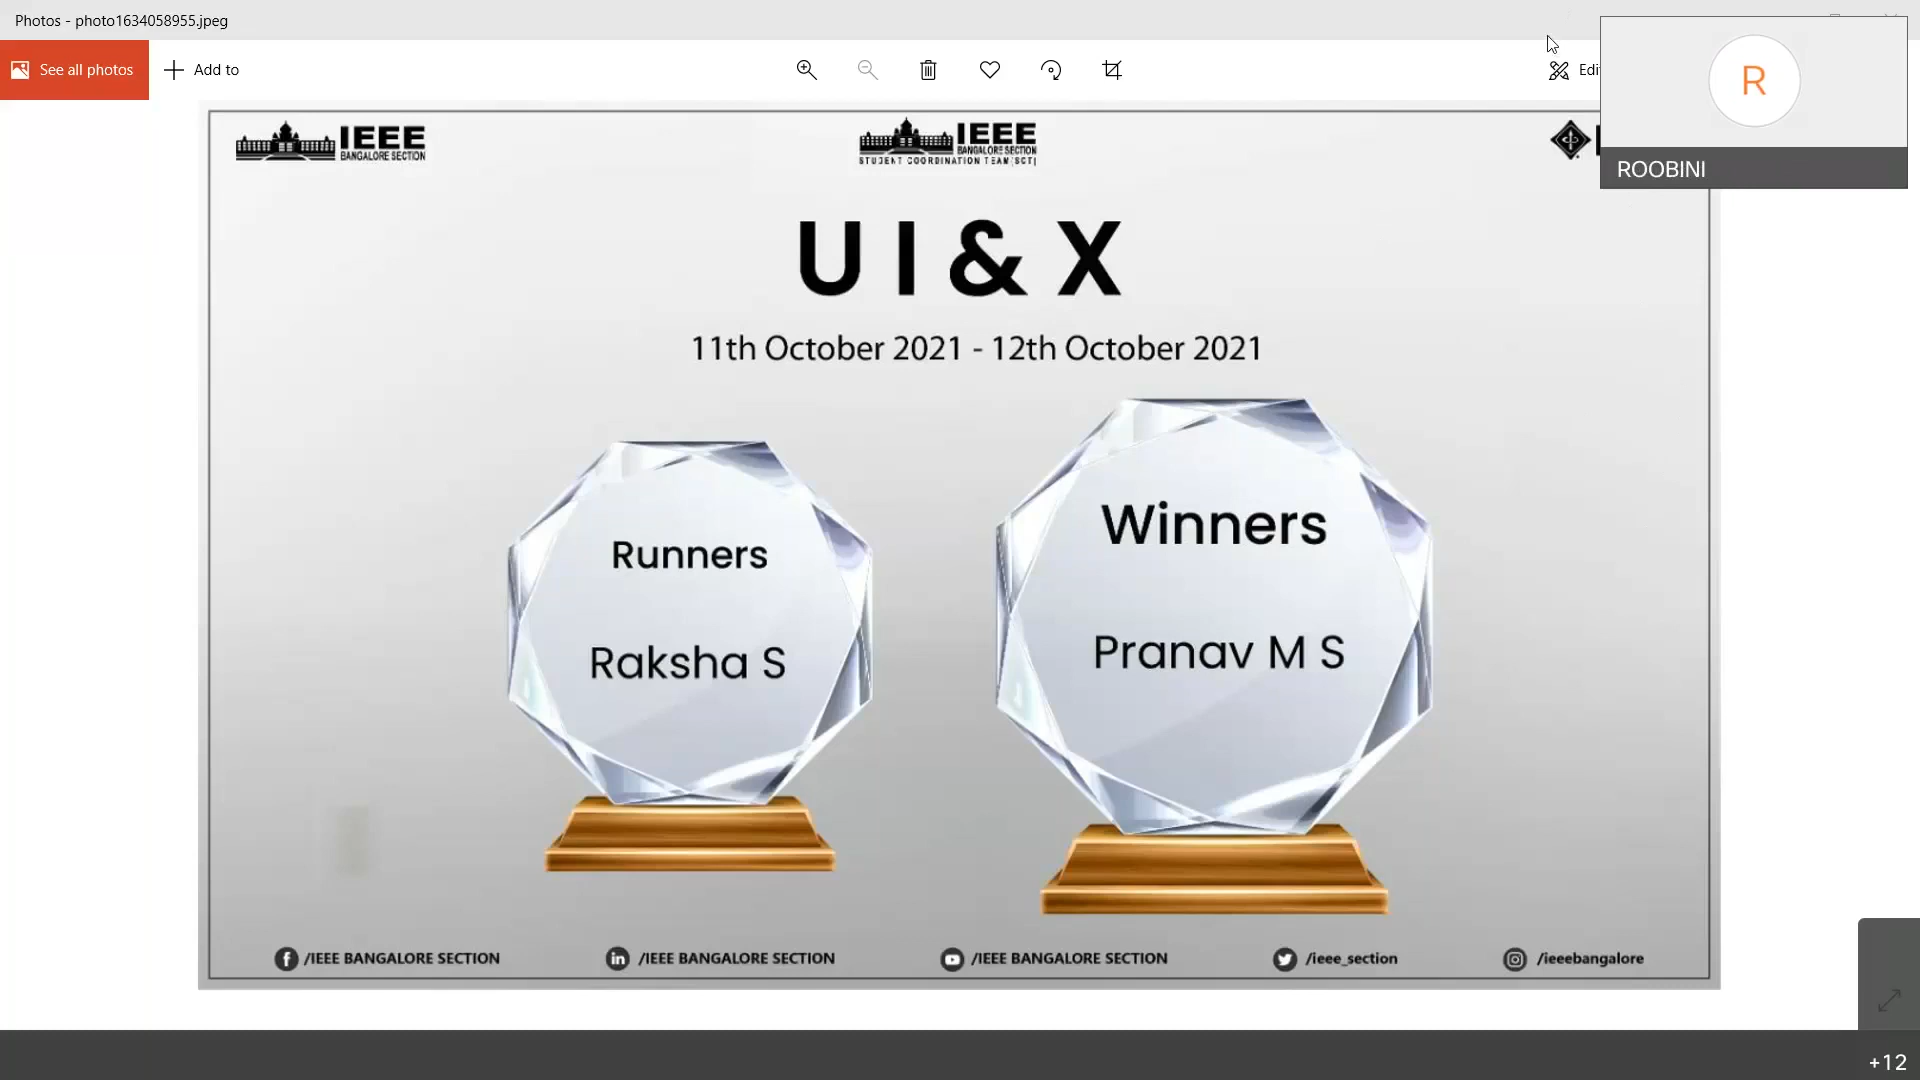 Photos - photo1634058955.jpeg
See all photos
Add to
R
ROOBINI
IEEE
BANGALORE SECTION
IEEE
BANGALORE SECTION
STUDENT COORDINATION TEAM(SCT)
U I & X
11th October 2021 - 12th October 2021
Runners
Raksha S
Winners
Pranav M S
/IEEE BANGALORE SECTION
/IEEE BANGALORE SECTION
/IEEE BANGALORE SECTION
/ieee_section
/ieeebangalore
+12